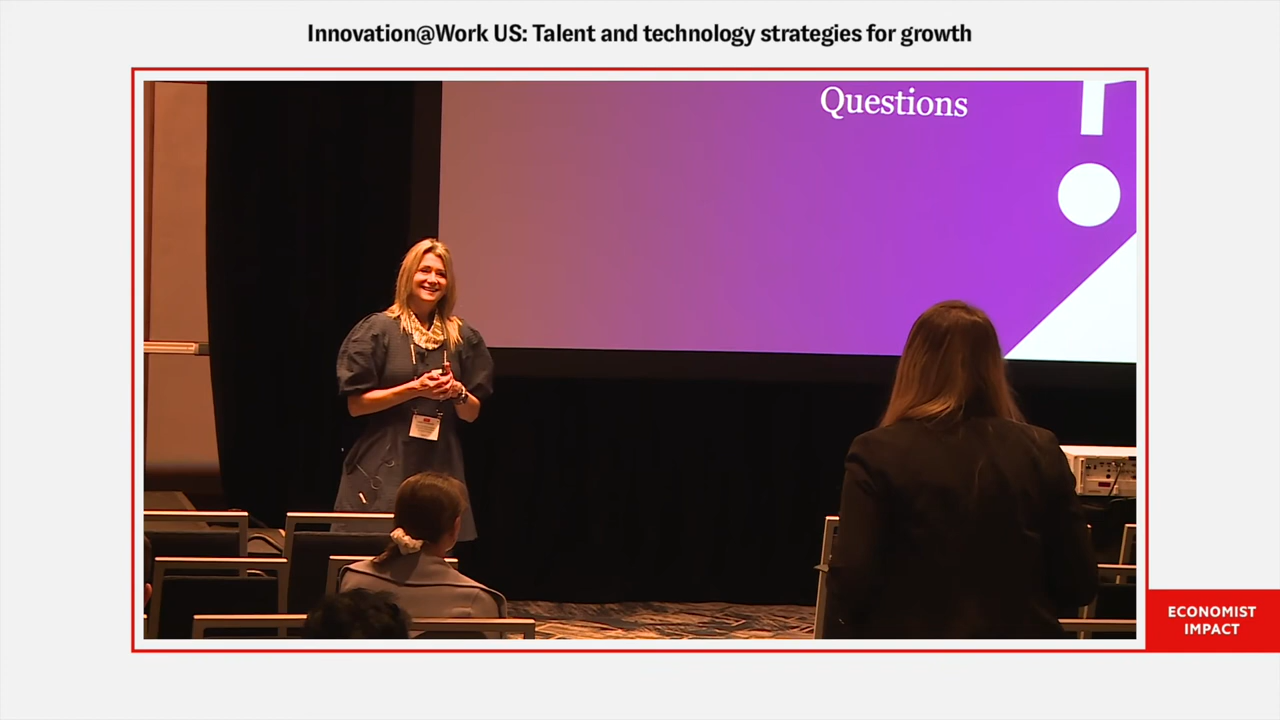 Innovation@Work US: Talent and technology strategies for growth
Questions
ECONOMIST
IMPACT